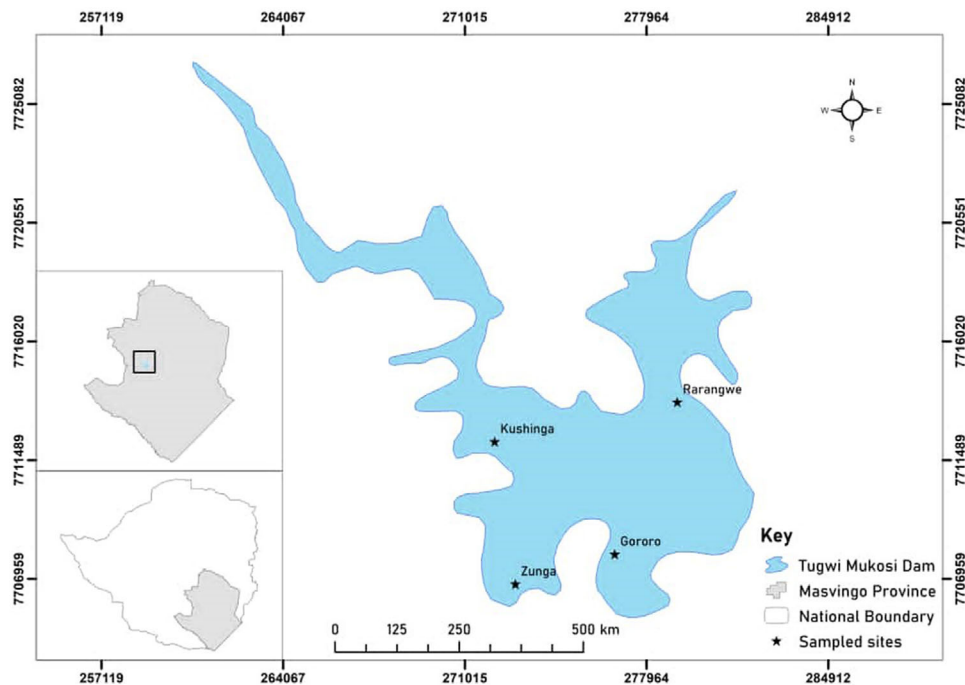 257119 264067 271015 277964 284912
N
W E
S
7725082 7725082
7720551 7720551
7716020 7716020
Rarangwe
Kushinga
7711489 7711489
Key
Gororo
Tugwi Mukosi Dam
Zunga
7706959 7706959
Masvingo Province
National Boundary
0 125 250 500 km
Sampled sites
257119 264067 271015 277964 284912